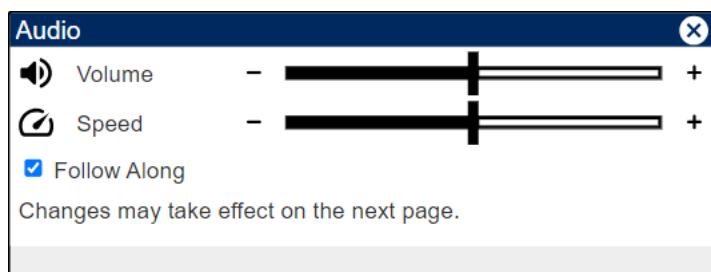 Audio
Volume - +
Speed - +
Follow Along
Changes may take effect on the next page.